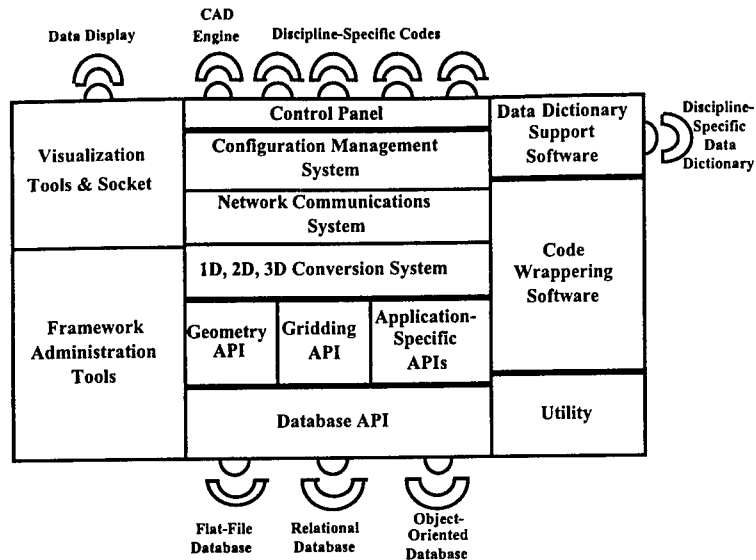 Data Display
CAD
Engine
Discipline-Specific Codes
Control Panel
Configuration Management
System
Network Communications
System
1D, 2D, 3D Conversion System
Geometry
API
Gridding
API
Application-
Specific
APIs
Database API
Visualization
Tools & Socket
Framework
Administration
Tools
Data Dictionary
Support
Software
Code
Wrappering
Software
Utility
Discipline-
Specific
Data
Dictionary
Flat-File
Database
Relational
Database
Object-
Oriented
Database